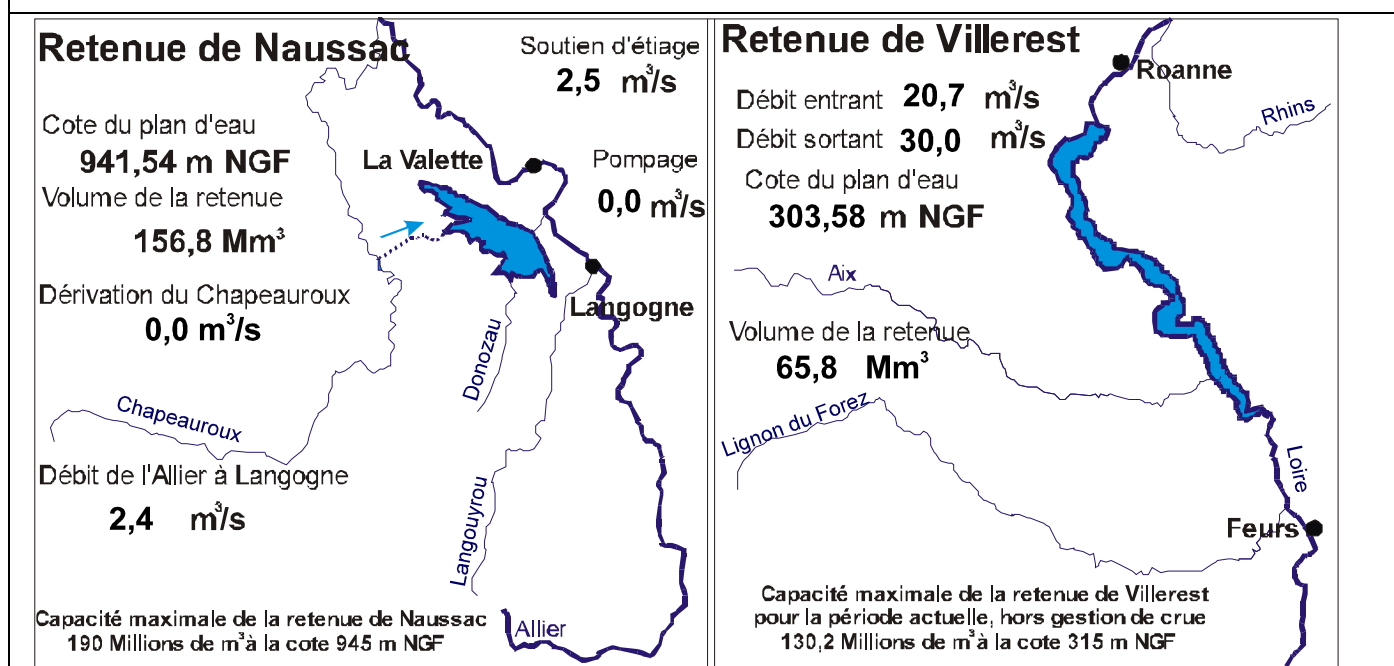 Retenue de Naussac
Soutien d'étiage
2,5 m³/s
Cote du plan d'eau
941,54 m NGF
La Valette
Pompage
0,0 m³/s
Volume de la retenue
156,8 Mm³
Dérivation du Chapeauroux
0,0 m³/s
Langogne
Donozau
Chapeauroux
Débit de l'Allier à Langogne
2,4 m³/s
Langouyrou
Allier
Capacité maximale de la retenue de Naussac
190 Millions de m³ à la cote 945 m NGF
Retenue de Villerest
Roanne
Débit entrant 20,7 m³/s
Rhins
Débit sortant 30,0 m³/s
Cote du plan d'eau
303,58 m NGF
Aix
Volume de la retenue
65,8 Mm³
Lignon du Forez
Loire
Feurs
Capacité maximale de la retenue de Villerest
pour la période actuelle, hors gestion de crue
130,2 Millions de m³ à la cote 315 m NGF